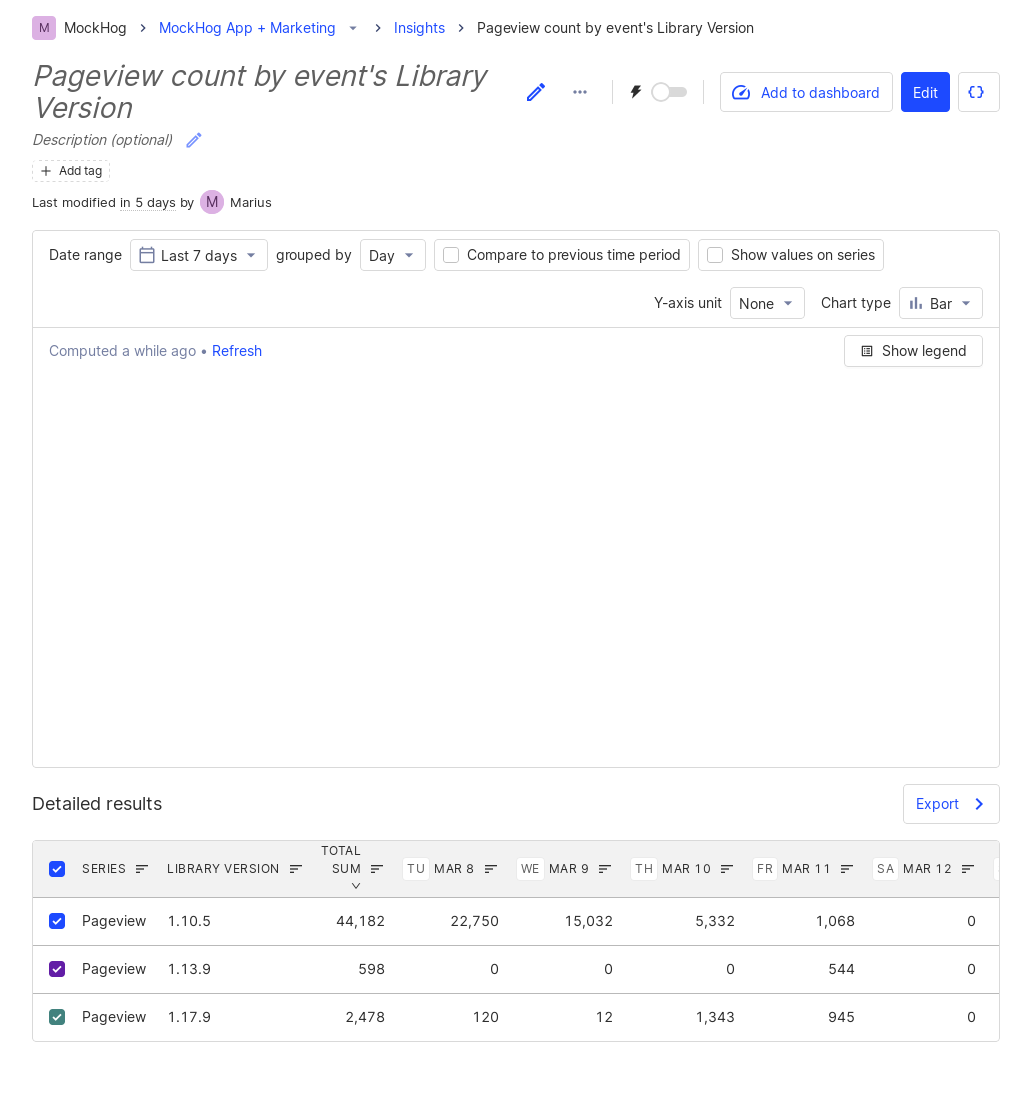 M MockHog MockHog App + Marketing Insights Pageview count by event's Library Version
Pageview count by event's Library
Version
Add to dashboard Edit
Description (optional)
Add tag
Last modified in 5 days by M Marius
Date range Last 7 days grouped by Day Compare to previous time period Show values on series
Y-axis unit None Chart type Bar
Computed a while ago • Refresh Show legend
Detailed results Export
SERIES LIBRARY VERSION TOTAL SUM TU MAR 8 WE MAR 9 TH MAR 10 FR MAR 11 SA MAR 12
Pageview 1.10.5 44,182 22,750 15,032 5,332 1,068 0
Pageview 1.13.9 598 0 0 0 544 0
Pageview 1.17.9 2,478 120 12 1,343 945 0